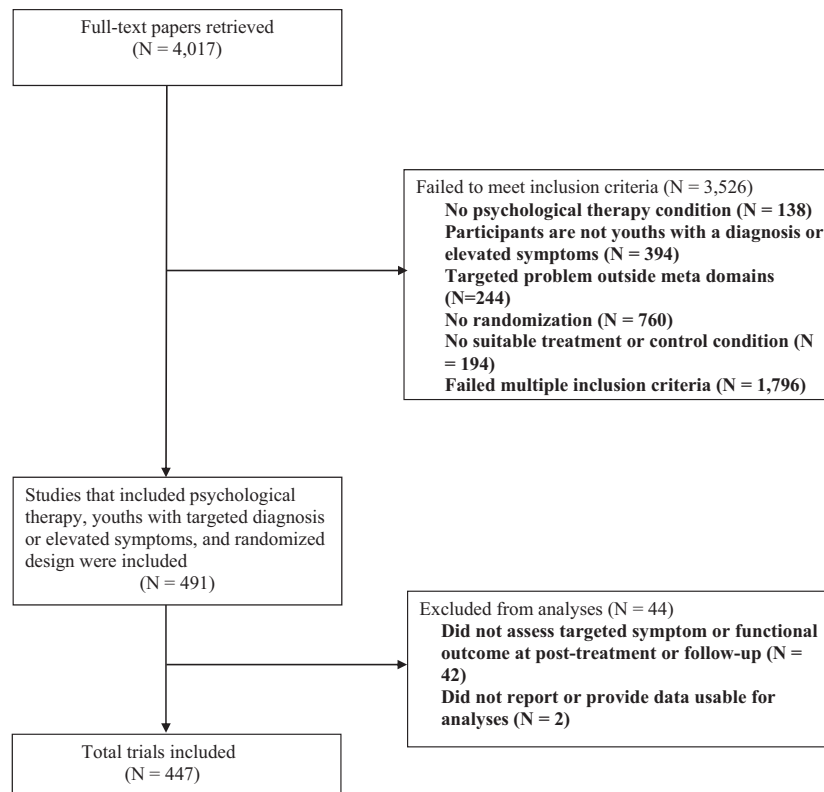 Full-text papers retrieved
(N = 4,017)
Failed to meet inclusion criteria (N = 3,526)
No psychological therapy condition (N = 138)
Participants are not youths with a diagnosis or
elevated symptoms (N = 394)
Targeted problem outside meta domains
(N=244)
No randomization (N = 760)
No suitable treatment or control condition (N
= 194)
Failed multiple inclusion criteria (N = 1,796)
Studies that included psychological
therapy, youths with targeted diagnosis
or elevated symptoms, and randomized
design were included
(N = 491)
Excluded from analyses (N = 44)
Did not assess targeted symptom or functional
outcome at post-treatment or follow-up (N =
42)
Did not report or provide data usable for
analyses (N = 2)
Total trials included
(N = 447)